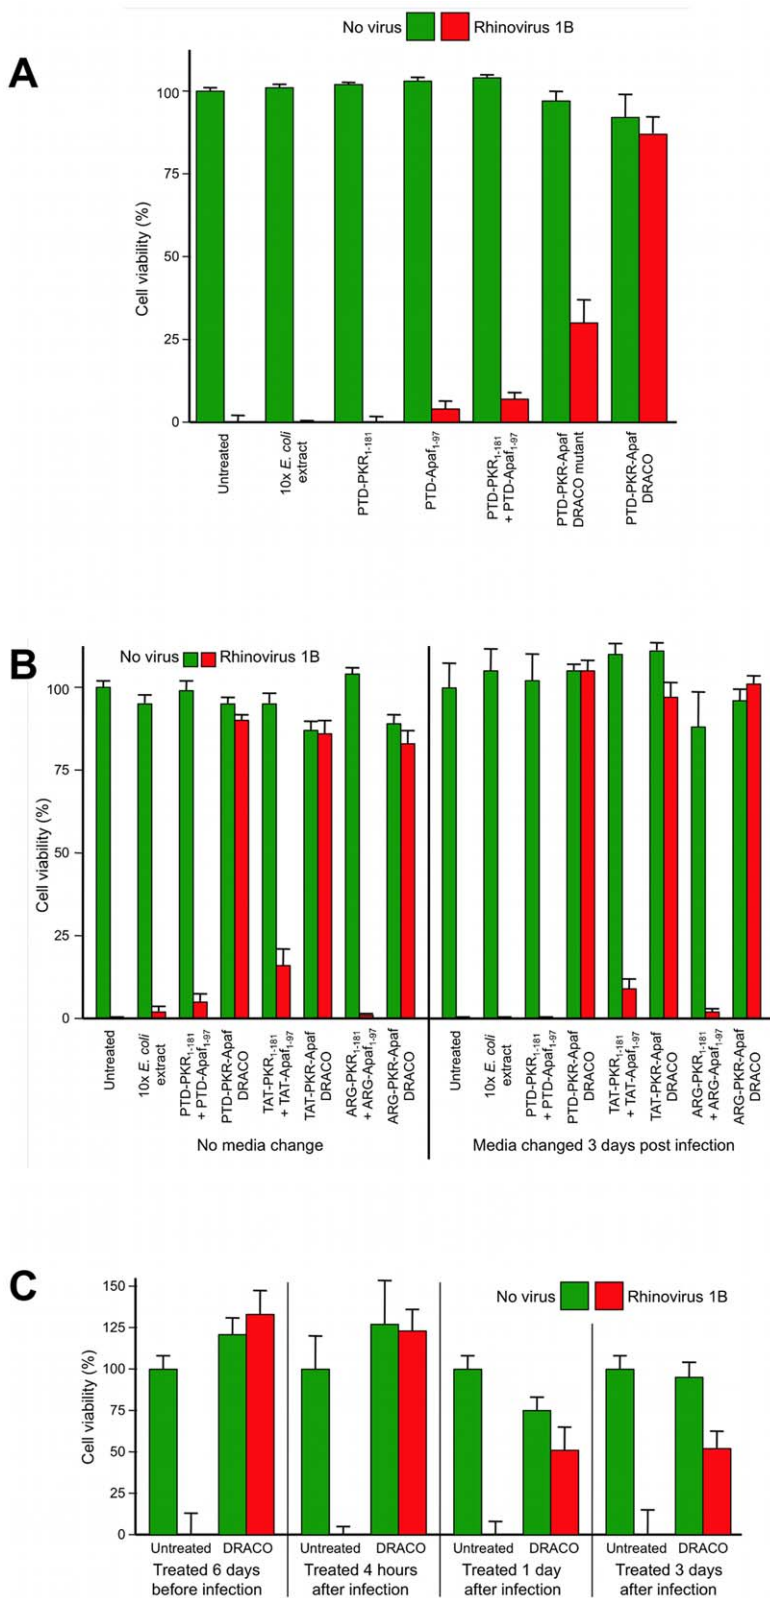 No virus Rhinovirus 1B
A
100
75
50
25
0
Cell viability (%)
Untreated
10x E. coli
extract
PTD-PKR1-181
PTD-Apaf1-97
PTD-PKR1-181
+ PTD-Apaf1-97
PTD-PKR-Apaf
DRACO mutant
PTD-PKR-Apaf
DRACO
B
No virus Rhinovirus 1B
100
75
50
25
0
Cell viability (%)
Untreated
10x E. coli
extract
PTD-PKR1-181
+ PTD-Apaf1-97
PTD-PKR-Apaf
DRACO
TAT-PKR1-181
+ TAT-Apaf1-97
TAT-PKR-Apaf
DRACO
ARG-PKR1-181
+ ARG-Apaf1-97
ARG-PKR-Apaf
DRACO
Untreated
10x E. coli
extract
PTD-PKR1-181
+ PTD-Apaf1-97
PTD-PKR-Apaf
DRACO
TAT-PKR1-181
+ TAT-Apaf1-97
TAT-PKR-Apaf
DRACO
ARG-PKR1-181
+ ARG-Apaf1-97
ARG-PKR-Apaf
DRACO
No media change
Media changed 3 days post infection
C
No virus Rhinovirus 1B
150
125
100
75
50
25
0
Cell viability (%)
Untreated DRACO
Treated 6 days
before infection
Untreated DRACO
Treated 4 hours
after infection
Untreated DRACO
Treated 1 day
after infection
Untreated DRACO
Treated 3 days
after infection